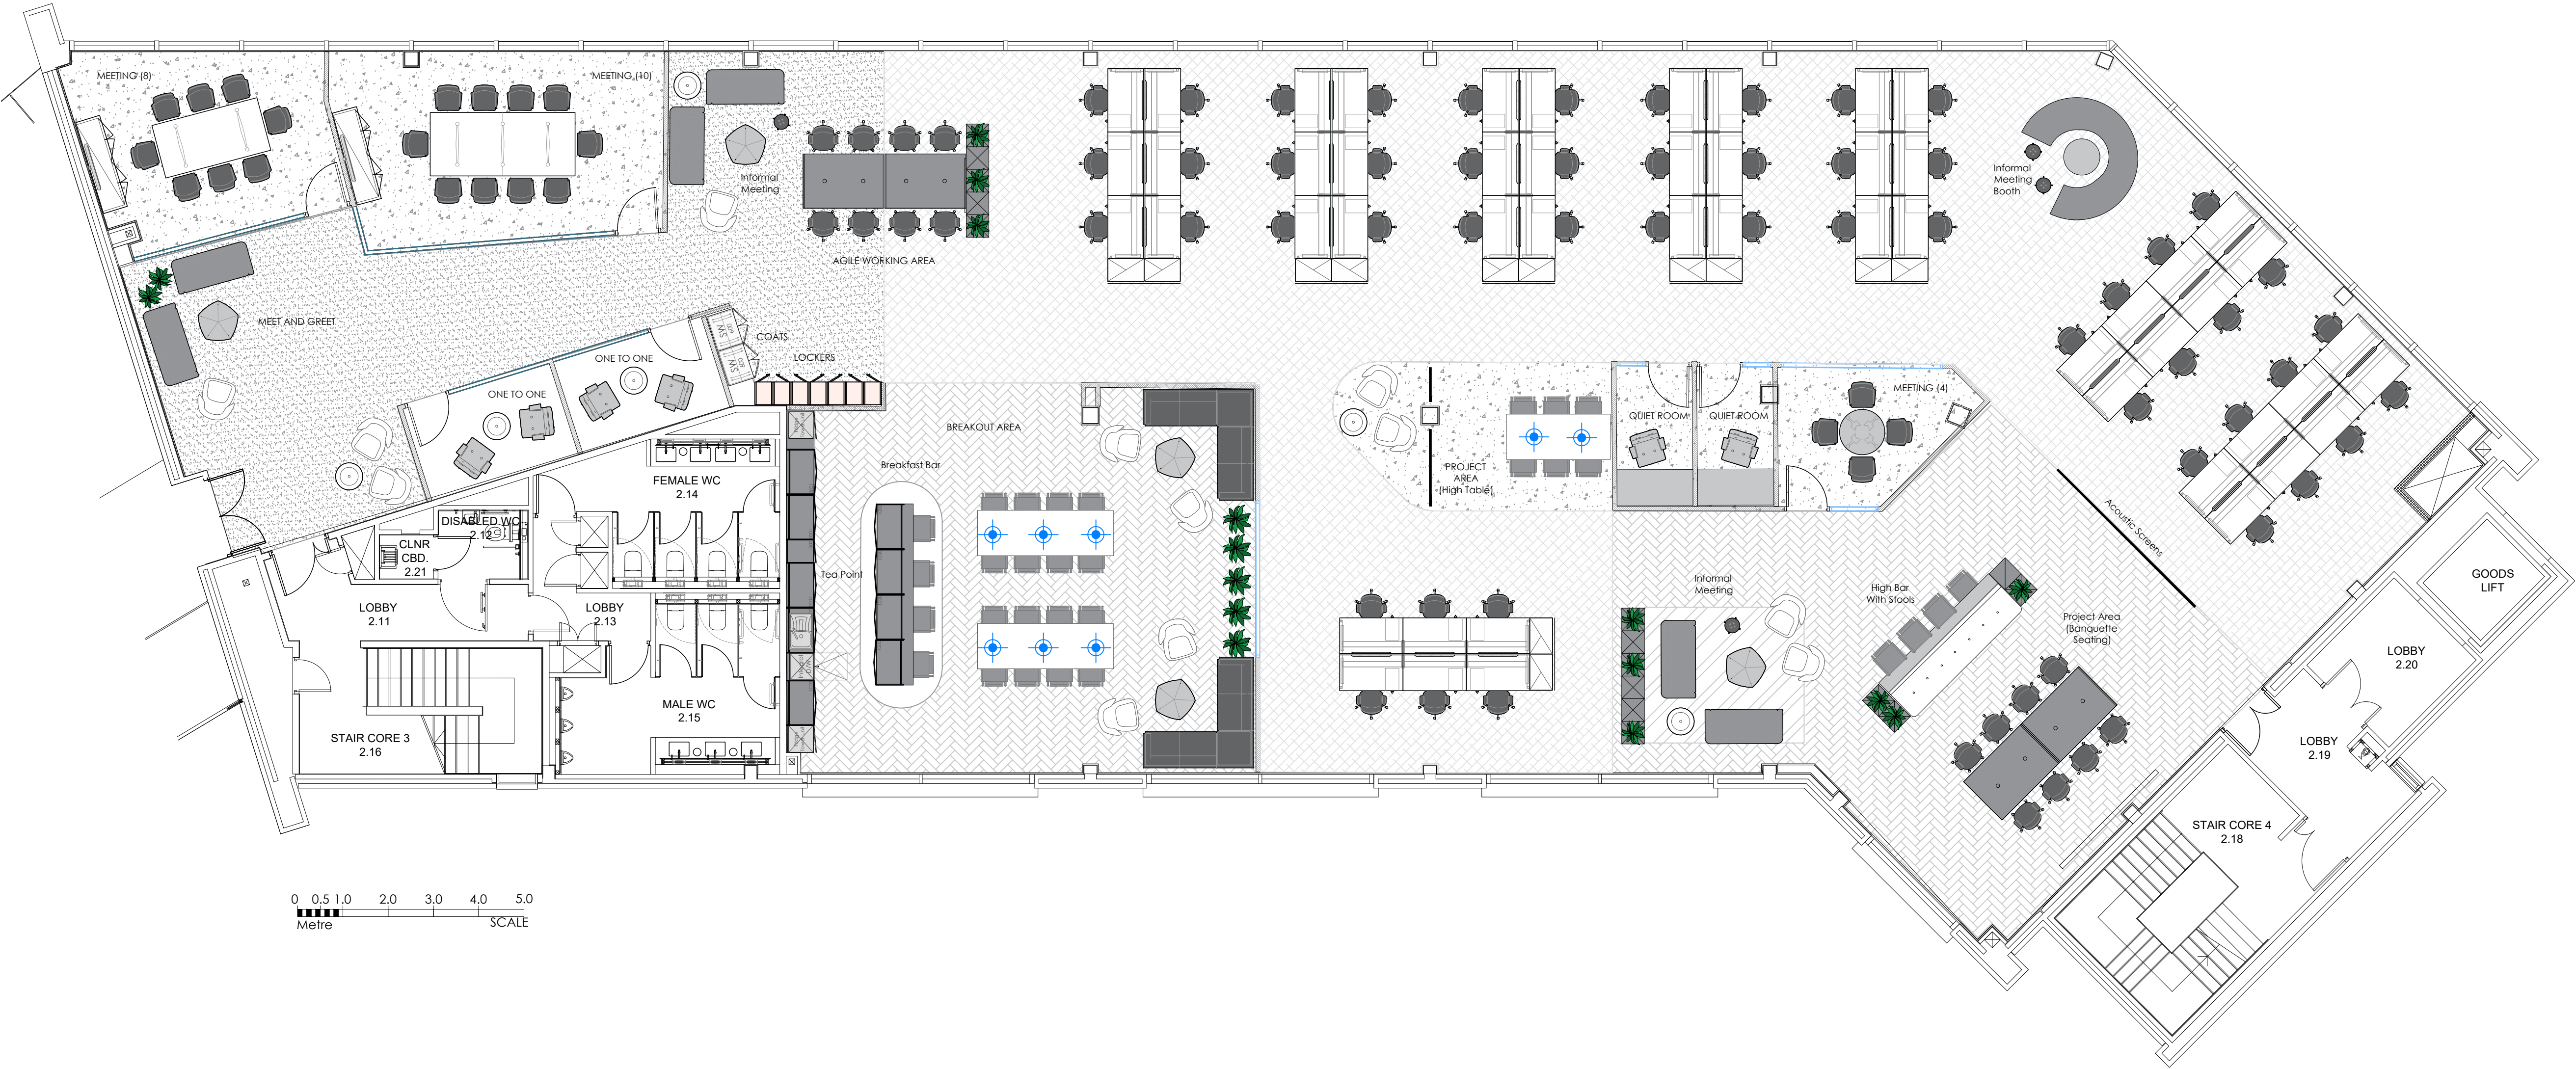 MEETING (8)
MEETING (10)
Informal
Meeting
AGILE WORKING AREA
Informal
Meeting
Booth
MEET AND GREET
COATS
LOCKERS
ONE TO ONE
ONE TO ONE
600
SW
600
SW
BREAKOUT AREA
Breakfast Bar
Tea Point
PROJECT
AREA
(High Table)
QUIET ROOM
QUIET ROOM
MEETING (4)
Acoustic Screens
FEMALE WC
2.14
DISABLED WC
2.12
CLNR
CBD.
2.21
LOBBY
2.11
LOBBY
2.13
MALE WC
2.15
STAIR CORE 3
2.16
Informal
Meeting
High Bar
With Stools
Project Area
(Banquette
Seating)
GOODS
LIFT
LOBBY
2.20
LOBBY
2.19
STAIR CORE 4
2.18
0 0.5 1.0 2.0 3.0 4.0 5.0
Metre
SCALE